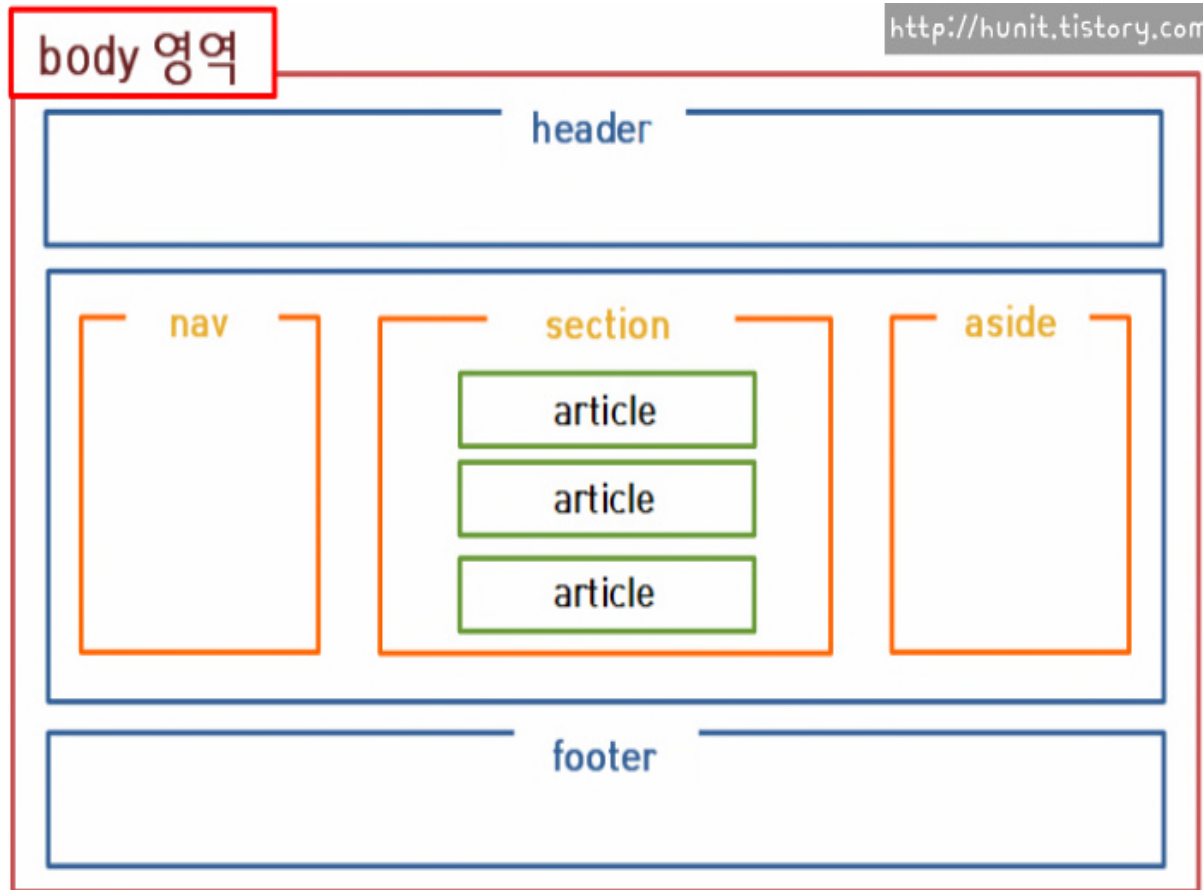 http://hunit.tistory.com
body 영역
header
nav
section
aside
article
article
article
footer